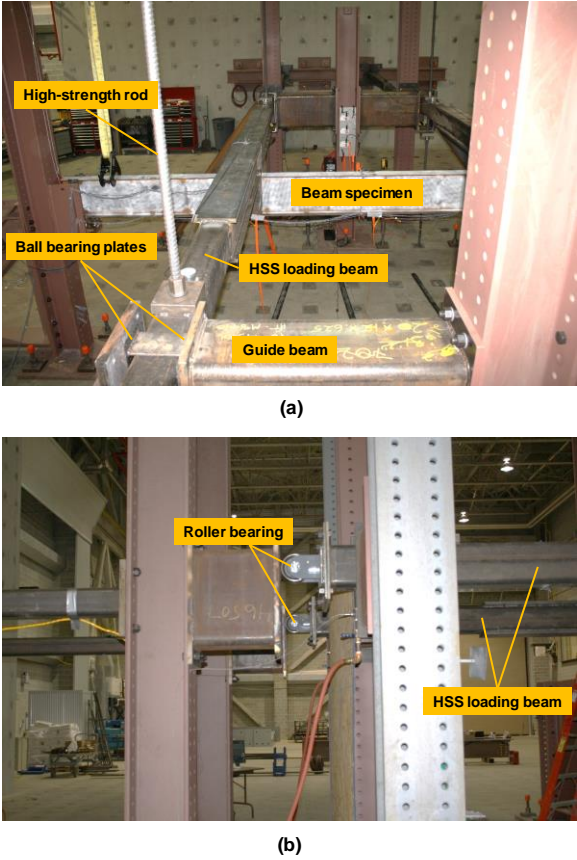 High-strength rod
Beam specimen
Ball bearing plates
HSS loading beam
Guide beam
(a)
Roller bearing
HSS loading beam
(b)